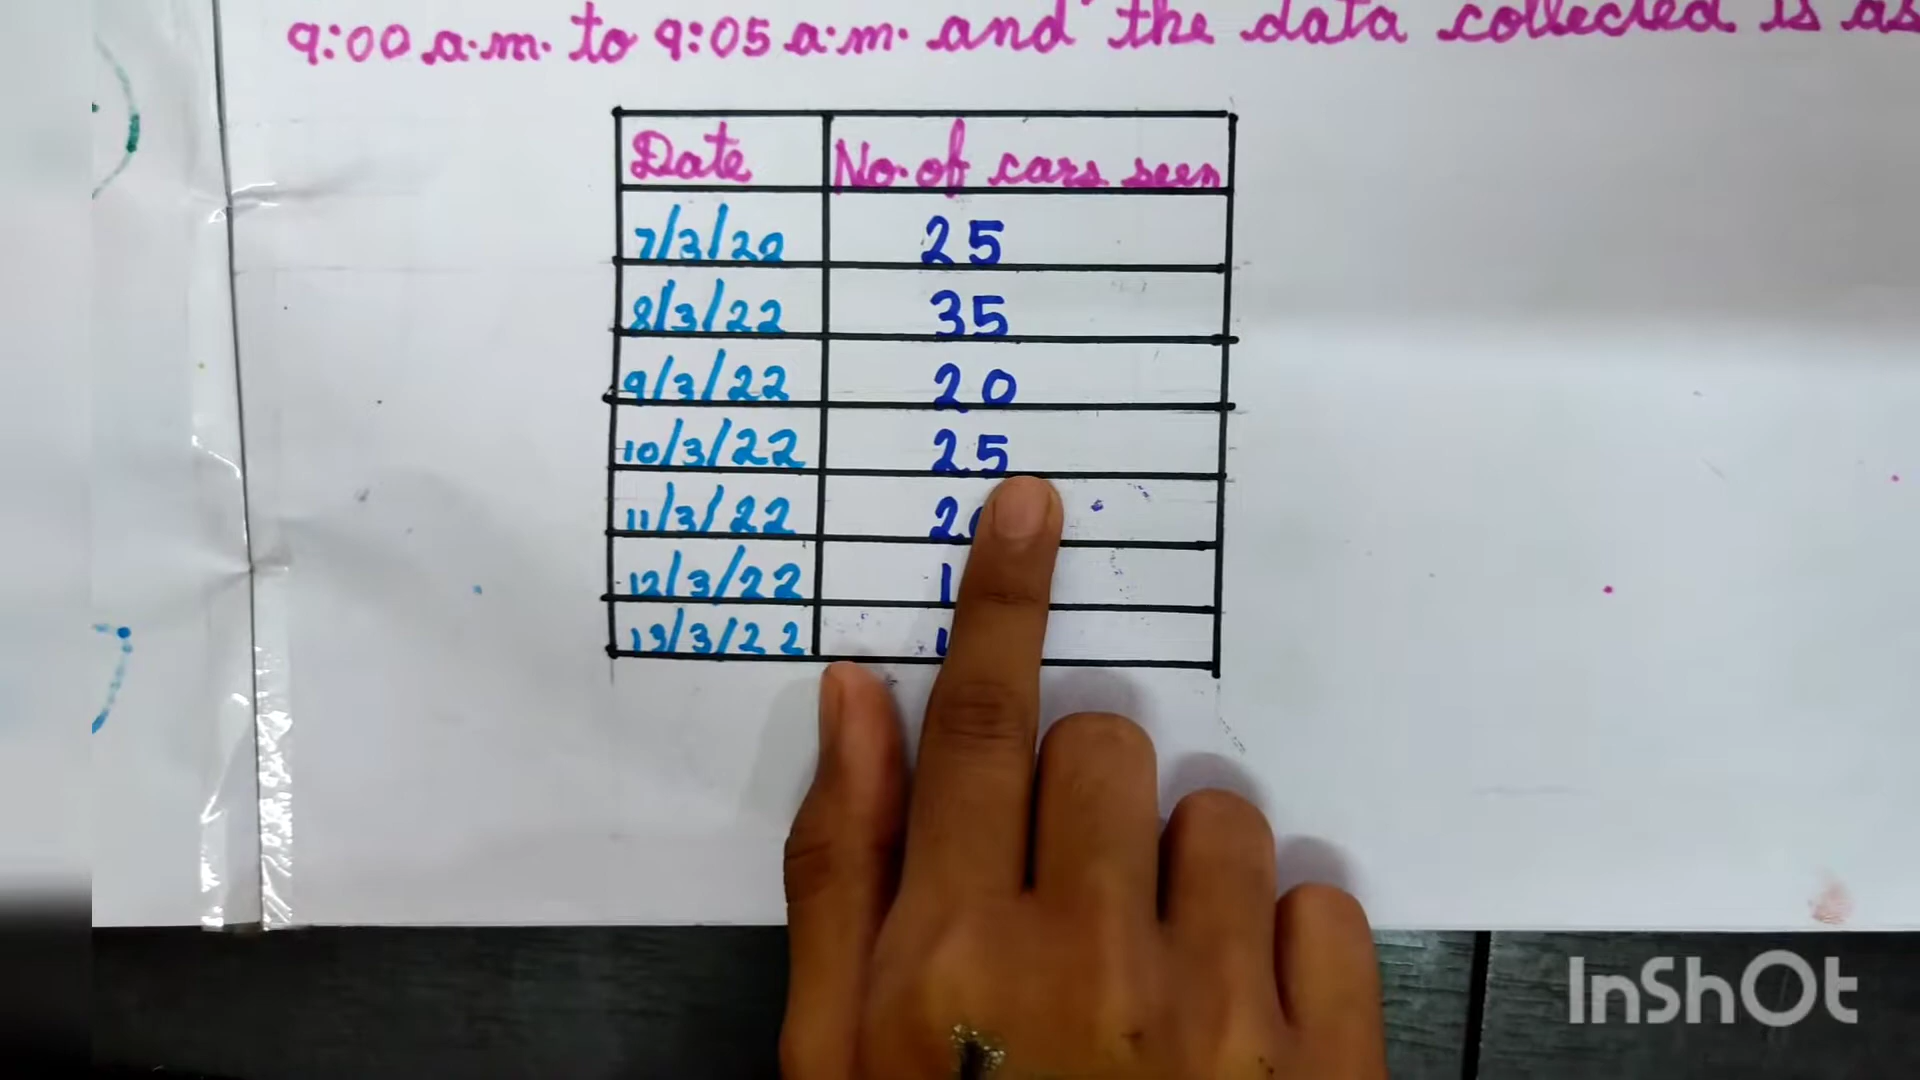 9:00 a.m. to 9:05 a.m. and the data collected is as
Date No. of cars seen
7/3/22 25
8/3/22 35
9/3/22 20
10/3/22 25
11/3/22
12/3/22
13/3/22
InShOt